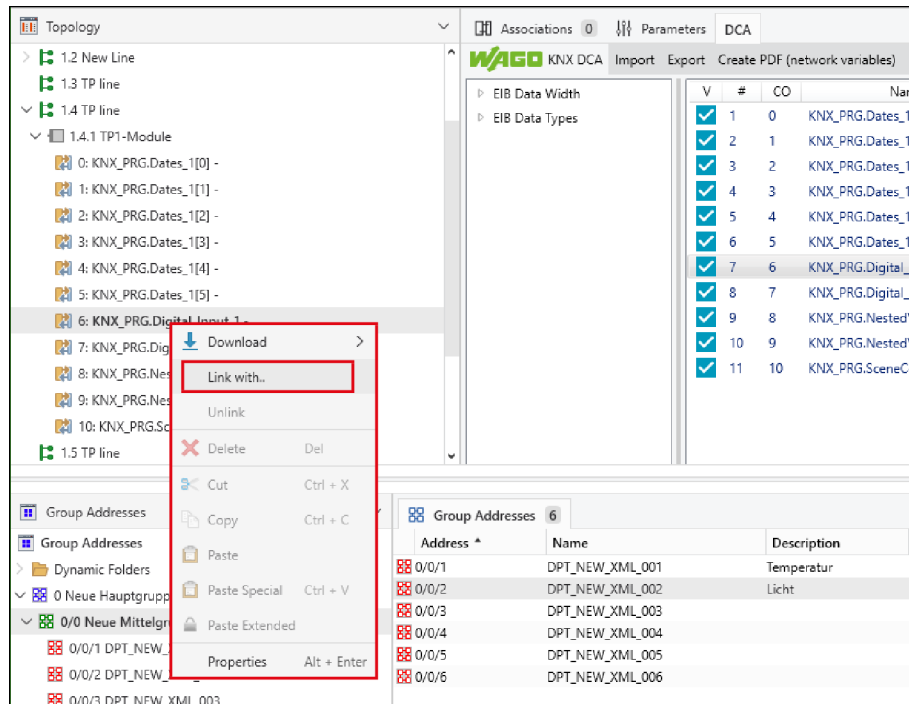 Topology
1.2 New Line
1.3 TP line
1.4 TP line
1.4.1 TP1-Module
0: KNX_PRG.Dates_1[0] -
1: KNX_PRG.Dates_1[1] -
2: KNX_PRG.Dates_1[2] -
3: KNX_PRG.Dates_1[3] -
4: KNX_PRG.Dates_1[4] -
5: KNX_PRG.Dates_1[5] -
6: KNX_PRG.Digital_Input_1 -
7: KNX_PRG.Dig
8: KNX_PRG.Nes
9: KNX_PRG.Nes
10: KNX_PRG.Sc
1.5 TP line
Download
Link with..
Unlink
Delete Del
Cut Ctrl + X
Copy Ctrl + C
Paste
Paste Special Ctrl + V
Paste Extended
Properties Alt + Enter
Associations 0 Parameters DCA
WAGO KNX DCA Import Export Create PDF (network variables)
EIB Data Width
EIB Data Types
V # CO Nar
1 0 KNX_PRG.Dates_1
2 1 KNX_PRG.Dates_1
3 2 KNX_PRG.Dates_1
4 3 KNX_PRG.Dates_1
5 4 KNX_PRG.Dates_1
6 5 KNX_PRG.Dates_1
7 6 KNX_PRG.Digital_
8 7 KNX_PRG.Digital_
9 8 KNX_PRG.Nested
10 9 KNX_PRG.Nested
11 10 KNX_PRG.SceneC
Group Addresses
Group Addresses
Dynamic Folders
0 Neue Hauptgrupp
0/0 Neue Mittelgr
0/0/1 DPT_NEW_
0/0/2 DPT_NEW_
0/0/3 DPT_NEW_XML_003
Group Addresses 6
Address Name Description
0/0/1 DPT_NEW_XML_001 Temperatur
0/0/2 DPT_NEW_XML_002 Licht
0/0/3 DPT_NEW_XML_003
0/0/4 DPT_NEW_XML_004
0/0/5 DPT_NEW_XML_005
0/0/6 DPT_NEW_XML_006